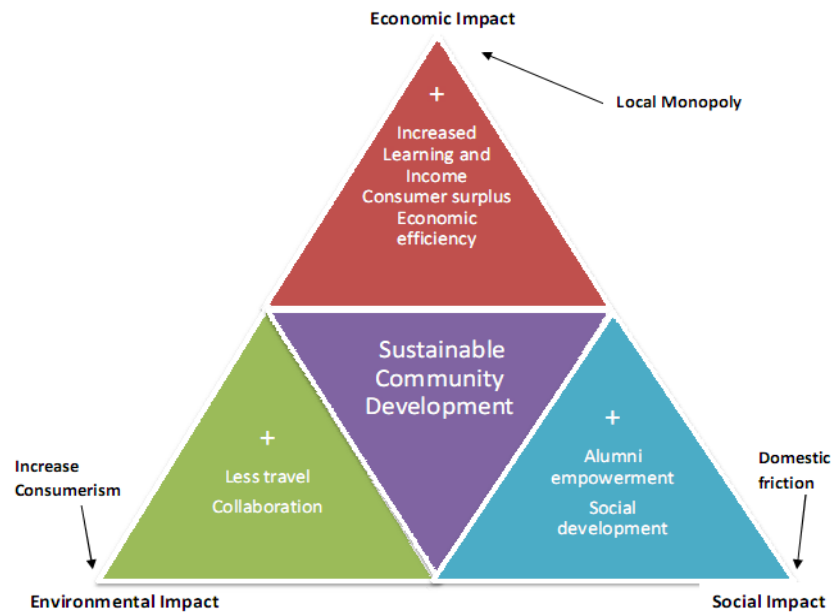 Economic Impact
Local Monopoly
+
Increased
Learning and
Income
Consumer surplus
Economic
efficiency
Sustainable
Community
Development
+
Less travel
Collaboration
+
Alumni
empowerment
Social
development
Increase
Consumerism
Domestic
friction
Environmental Impact
Social Impact